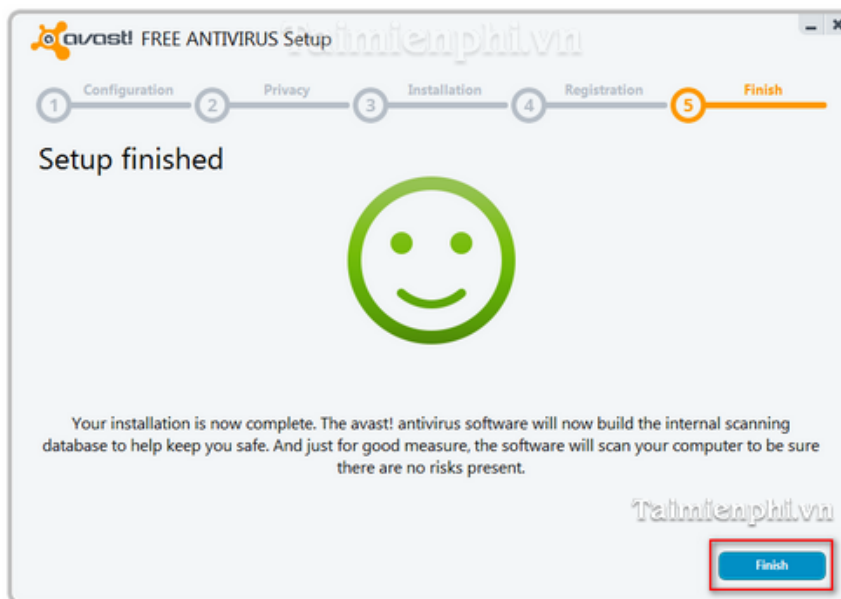 avast! FREE ANTIVIRUS Setup
Taimienphi.vn
1 Configuration 2 Privacy 3 Installation 4 Registration 5 Finish
Setup finished
Your installation is now complete. The avast! antivirus software will now build the internal scanning
database to help keep you safe. And just for good measure, the software will scan your computer to be sure
there are no risks present.
Taimienphi.vn
Finish